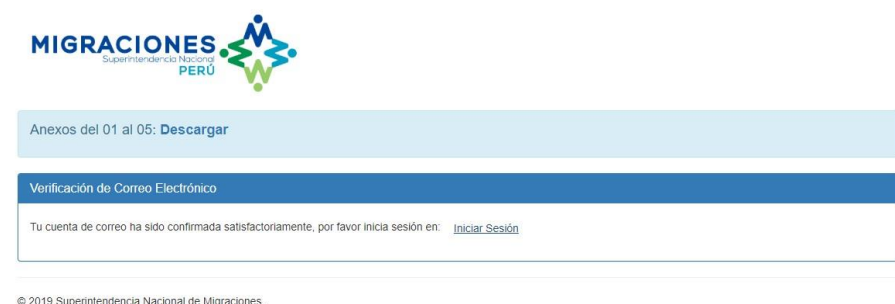 MIGRACIONES
Superintendencia Nacional
PERÚ
Anexos del 01 al 05: Descargar
Verificación de Correo Electrónico
Tu cuenta de correo ha sido confirmada satisfactoriamente, por favor inicia sesión en: Iniciar Sesión
© 2019 Superintendencia Nacional de Migraciones.